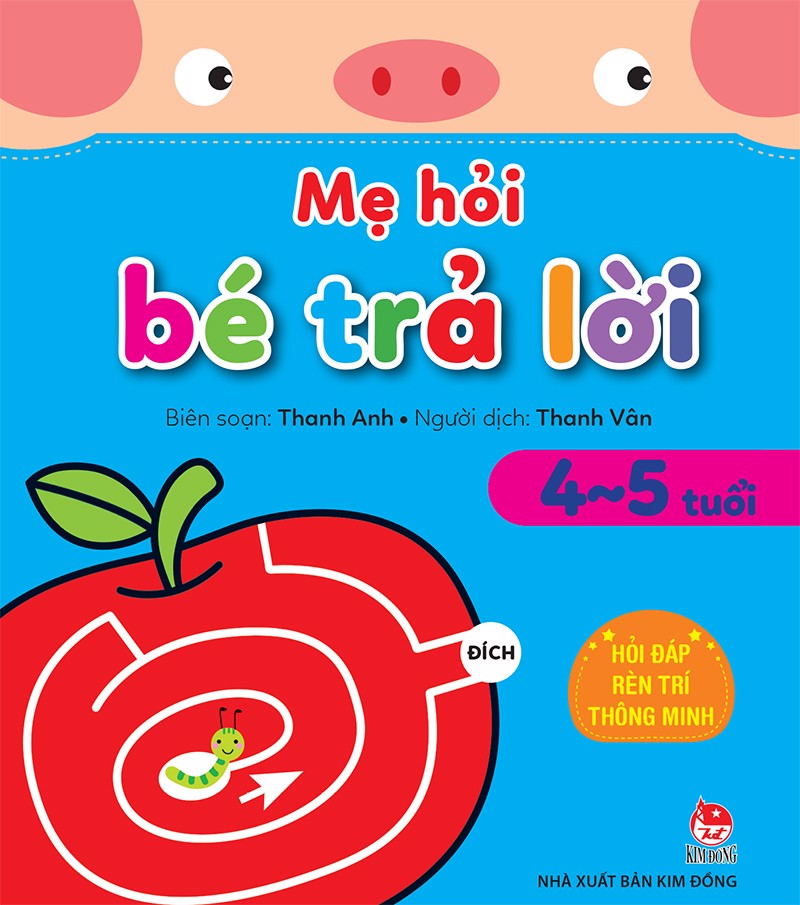 Mẹ hỏi
bé trả lời
Biên soạn: Thanh Anh • Người dịch: Thanh Vân
4~5 tuổi
ĐÍCH
HỎI ĐÁP
RÈN TRÍ
THÔNG MINH
KIM ĐỒNG
NHÀ XUẤT BẢN KIM ĐỒNG